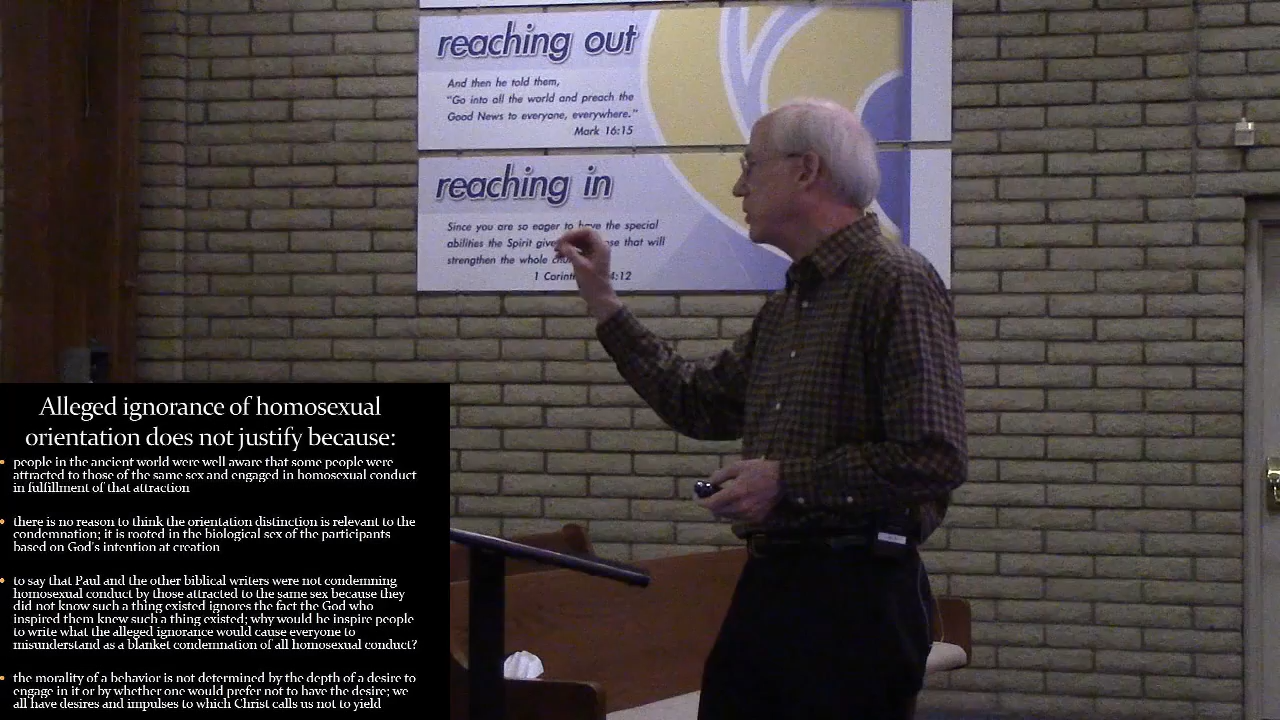 reaching out
And then he told them,
"Go into all the world and preach the
Good News to everyone, everywhere."
Mark 16:15
reaching in
Since you are so eager to have the special
abilities the Spirit that will
strengthen the whole
1 :12
Alleged ignorance of homosexual
orientation does not justify because:
• people in the ancient world were well aware that some people were
attracted to those of the same sex and engaged in homosexual conduct
in fulfillment of that attraction
• there is no reason to think the orientation distinction is relevant to the
condemnation; it is rooted in the biological sex of the participants
based on God's intention at creation
• to say that Paul and the other biblical writers were not condemning
homosexual conduct by those attracted to the same sex because they
did not know such a thing existed ignores the fact the God who
inspired them knew such a thing existed; why would he inspire people
to write what the alleged ignorance would cause everyone to
misunderstand as a blanket condemnation of all homosexual conduct?
• the morality of a behavior is not determined by the depth of a desire to
engage in it or by whether one would prefer not to have the desire; we
all have desires and impulses to which Christ calls us not to yield